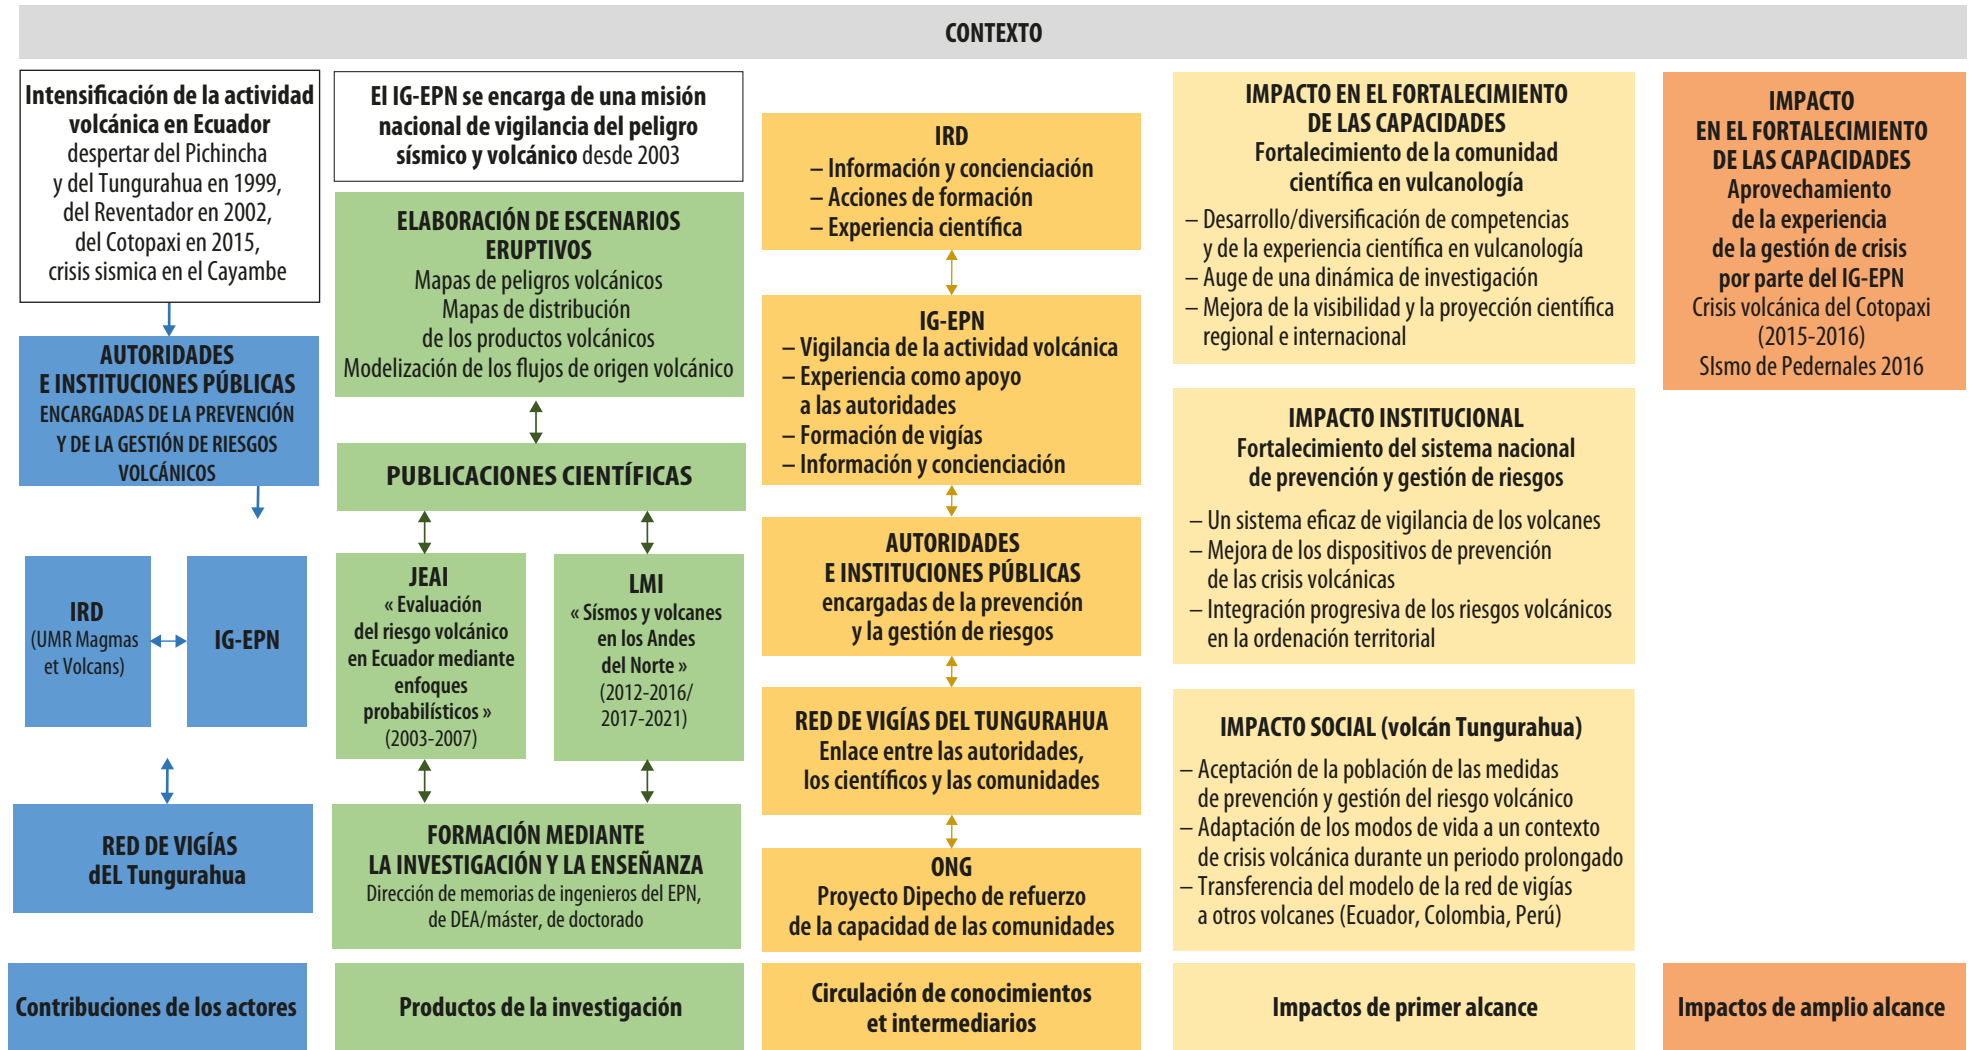 CONTEXTO
Intensificación de la actividad
volcánica en Ecuador
despertar del Pichincha
y del Tungurahua en 1999,
del Reventador en 2002,
del Cotopaxi en 2015,
crisis sismica en el Cayambe
AUTORIDADES
E INSTITUCIONES PÚBLICAS
ENCARGADAS DE LA PREVENCIÓN
Y DE LA GESTIÓN DE RIESGOS
VOLCÁNICOS
IRD
(UMR Magmas
et Volcans)
IG-EPN
RED DE VIGÍAS
dEL Tungurahua
Contribuciones de los actores
El IG-EPN se encarga de una misión
nacional de vigilancia del peligro
sísmico y volcánico desde 2003
ELABORACIÓN DE ESCENARIOS
ERUPTIVOS
Mapas de peligros volcánicos
Mapas de distribución
de los productos volcánicos
Modelización de los flujos de origen volcánico
PUBLICACIONES CIENTÍFICAS
JEAI
« Evaluación
del riesgo volcánico
en Ecuador mediante
enfoques
probabilísticos »
(2003-2007)
LMI
« Sísmos y volcanes
en los Andes
del Norte »
(2012-2016/
2017-2021)
FORMACIÓN MEDIANTE
LA INVESTIGACIÓN Y LA ENSEÑANZA
Dirección de memorias de ingenieros del EPN,
de DEA/máster, de doctorado
Productos de la investigación
IRD
– Información y concienciación
– Acciones de formación
– Experiencia científica
IG-EPN
– Vigilancia de la actividad volcánica
– Experiencia como apoyo
a las autoridades
– Formación de vigías
– Información y concienciación
AUTORIDADES
E INSTITUCIONES PÚBLICAS
encargadas de la prevención
y la gestión de riesgos
RED DE VIGÍAS DEL TUNGURAHUA
Enlace entre las autoridades,
los científicos y las comunidades
ONG
Proyecto Dipecho de refuerzo
de la capacidad de las comunidades
Circulación de conocimientos
et intermediarios
IMPACTO EN EL FORTALECIMIENTO
DE LAS CAPACIDADES
Fortalecimiento de la comunidad
científica en vulcanología
– Desarrollo/diversificación de competencias
y de la experiencia científica en vulcanología
– Auge de una dinámica de investigación
– Mejora de la visibilidad y la proyección científica
regional e internacional
IMPACTO INSTITUCIONAL
Fortalecimiento del sistema nacional
de prevención y gestión de riesgos
– Un sistema eficaz de vigilancia de los volcanes
– Mejora de los dispositivos de prevención
de las crisis volcánicas
– Integración progresiva de los riesgos volcánicos
en la ordenación territorial
IMPACTO SOCIAL (volcán Tungurahua)
– Aceptación de la población de las medidas
de prevención y gestión del riesgo volcánico
– Adaptación de los modos de vida a un contexto
de crisis volcánica durante un periodo prolongado
– Transferencia del modelo de la red de vigías
a otros volcanes (Ecuador, Colombia, Perú)
Impactos de primer alcance
IMPACTO
EN EL FORTALECIMIENTO
DE LAS CAPACIDADES
Aprovechamiento
de la experiencia
de la gestión de crisis
por parte del IG-EPN
Crisis volcánica del Cotopaxi
(2015-2016)
SIsmo de Pedernales 2016
Impactos de amplio alcance